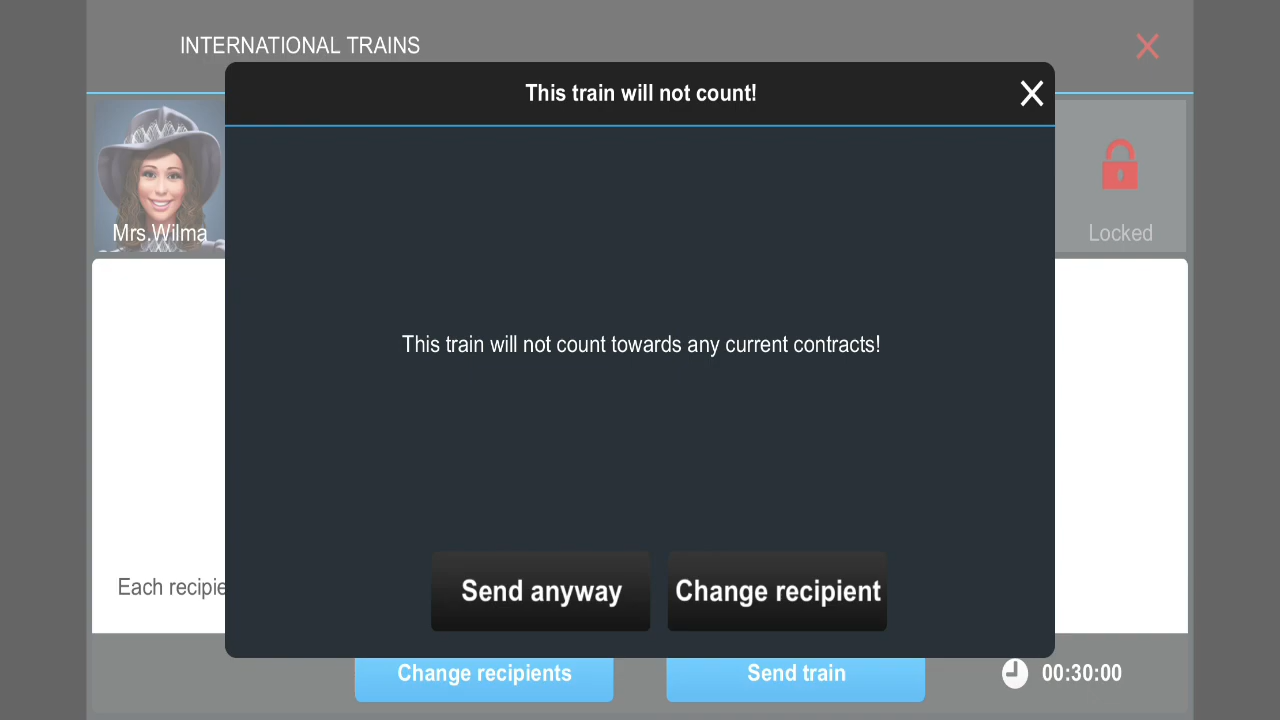 INTERNATIONAL TRAINS
This train will not count!
Mrs.Wilma
Locked
This train will not count towards any current contracts!
Each
Send anyway
Change recipient
Change recipients
Send train
00:30:00